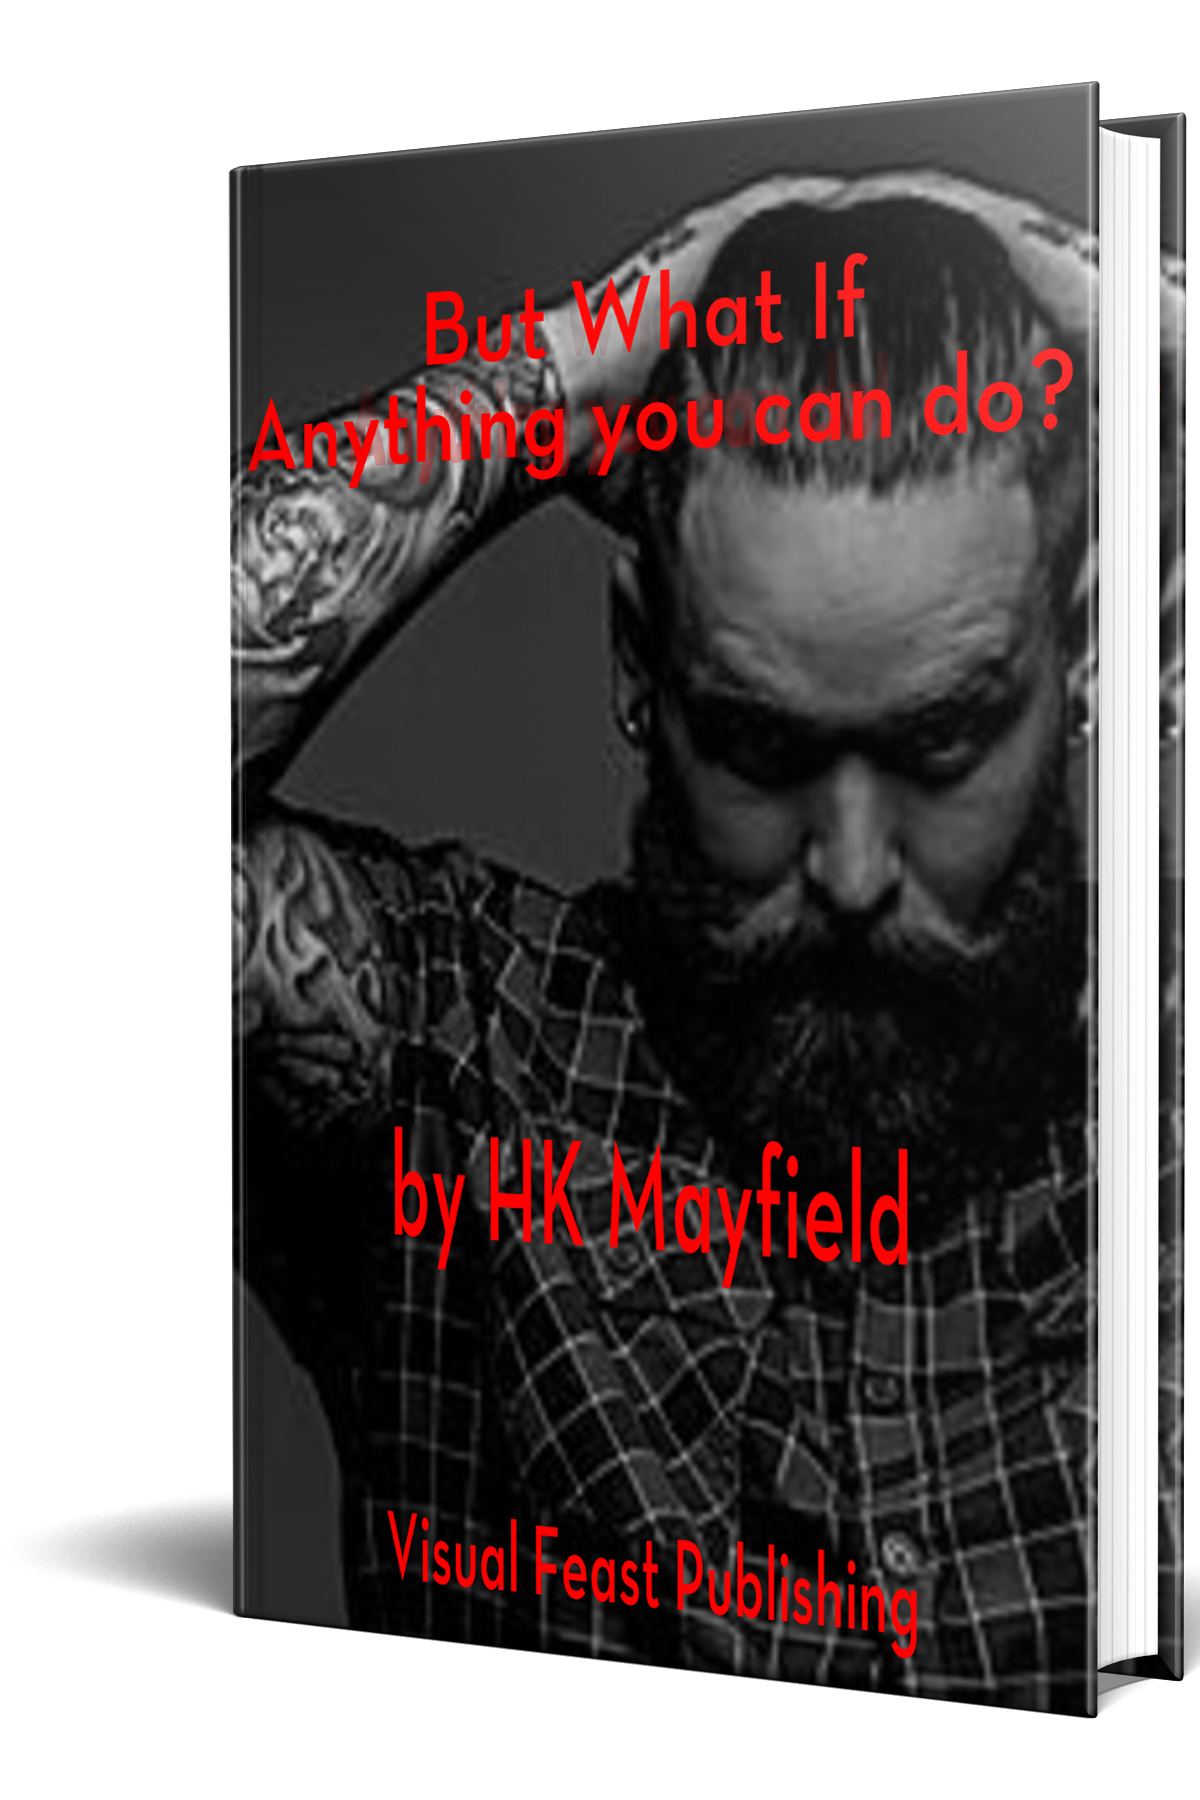 But What If
Anything you can do?
by HK Mayfield
Visual Feast Publishing